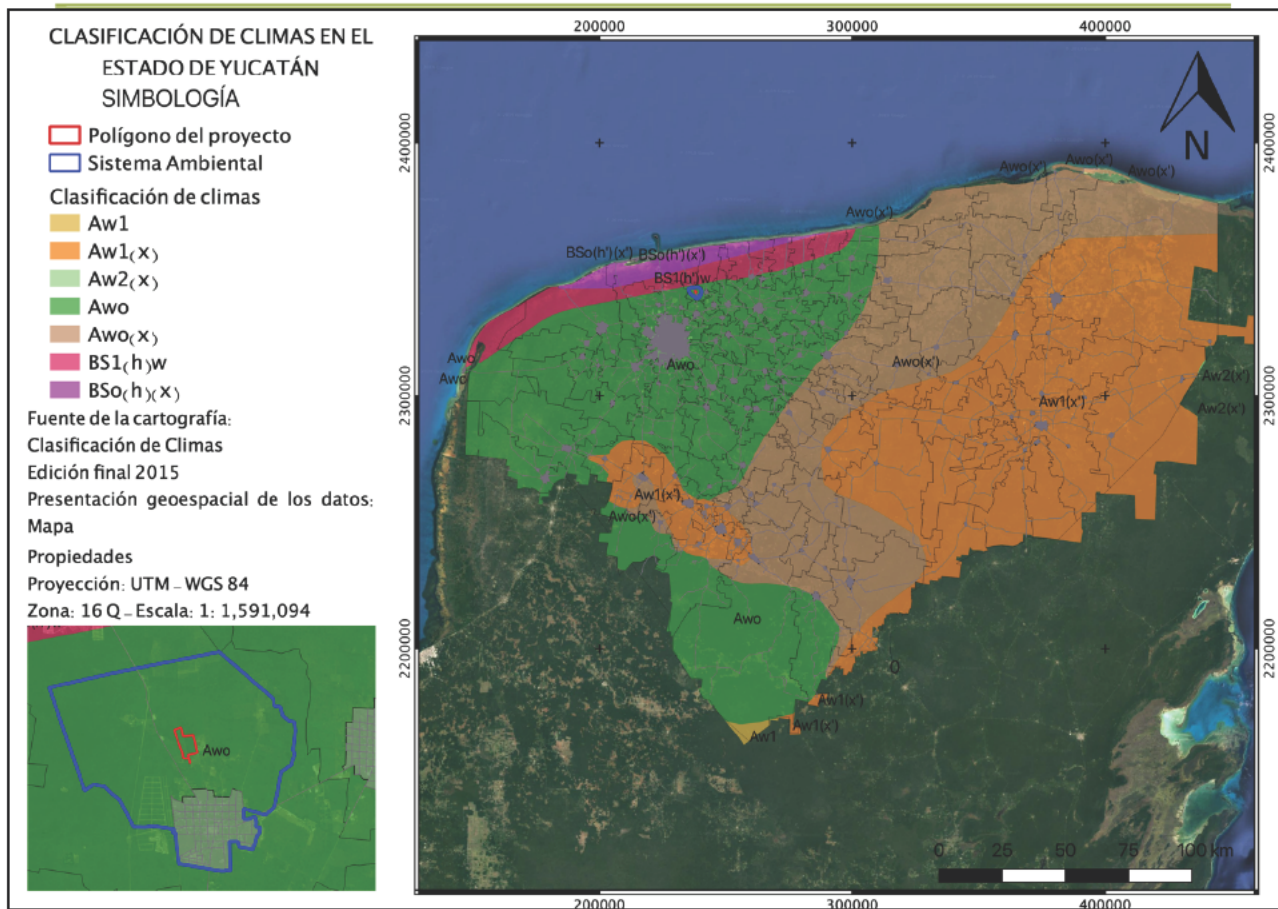 CLASIFICACIÓN DE CLIMAS EN EL
ESTADO DE YUCATÁN
SIMBOLOGÍA
Polígono del proyecto
Sistema Ambiental
Clasificación de climas
Aw1
Aw1(x)
Aw2(x)
Awo
Awo(x)
BS1(h)w
BSo(h)(x)
Fuente de la cartografía:
Clasificación de Climas
Edición final 2015
Presentación geoespacial de los datos:
Mapa
Propiedades
Proyección: UTM - WGS 84
Zona: 16 Q - Escala: 1: 1,591,094
Awo
200000 300000 400000
2400000 2400000
N
Awo(x')
Awo(x')
Awo(x')
Awo(x')
BSo(h')(x') BSo(h')(x')
BS1(h')w
Awo
Awo
Awo
Awo(x')
Aw2(x')
Aw1(x')
Aw2(x')
2300000 2300000
Aw1(x')
Awo(x')
Awo
2200000 2200000
0
Aw1(x')
Aw1(x')
Aw1
0 25 50 75 100 km
200000 300000 400000